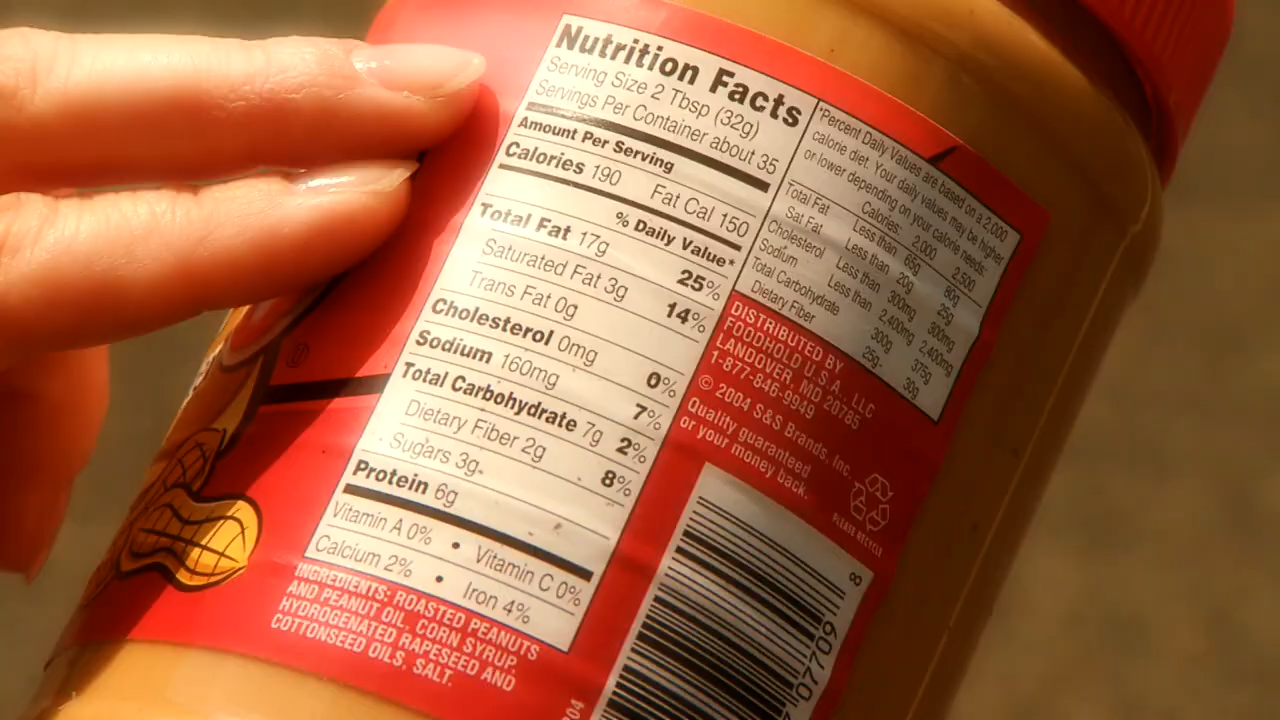 Nutrition Facts
Serving Size 2 Tbsp (32g)
Servings Per Container about 35
Amount Per Serving
Calories 190 Fat Cal 150
% Daily Value*
Total Fat 17g 25%
Saturated Fat 3g 14%
Trans Fat 0g
Cholesterol 0mg 0%
Sodium 160mg 7%
Total Carbohydrate 7g 2%
Dietary Fiber 2g 8%
Sugars 3g
Protein 6g
Vitamin A 0% • Vitamin C 0%
Calcium 2% • Iron 4%
INGREDIENTS: ROASTED PEANUTS
AND PEANUT OIL, CORN SYRUP,
HYDROGENATED RAPESEED AND
COTTONSEED OILS, SALT.
*Percent Daily Values are based on a 2,000
calorie diet. Your daily values may be higher
or lower depending on your calorie needs:
Calories: 2,000 2,500
Total Fat Less than 65g 80g
Sat Fat Less than 20g 25g
Cholesterol Less than 300mg 300mg
Sodium Less than 2,400mg 2,400mg
Total Carbohydrate 300g 375g
Dietary Fiber 25g 30g
DISTRIBUTED BY
FOODHOLD U.S.A., LLC
LANDOVER, MD 20785
1-877-846-9949
© 2004 S&S Brands, Inc.
Quality guaranteed
or your money back.
PLEASE RECYCLE
8
07709